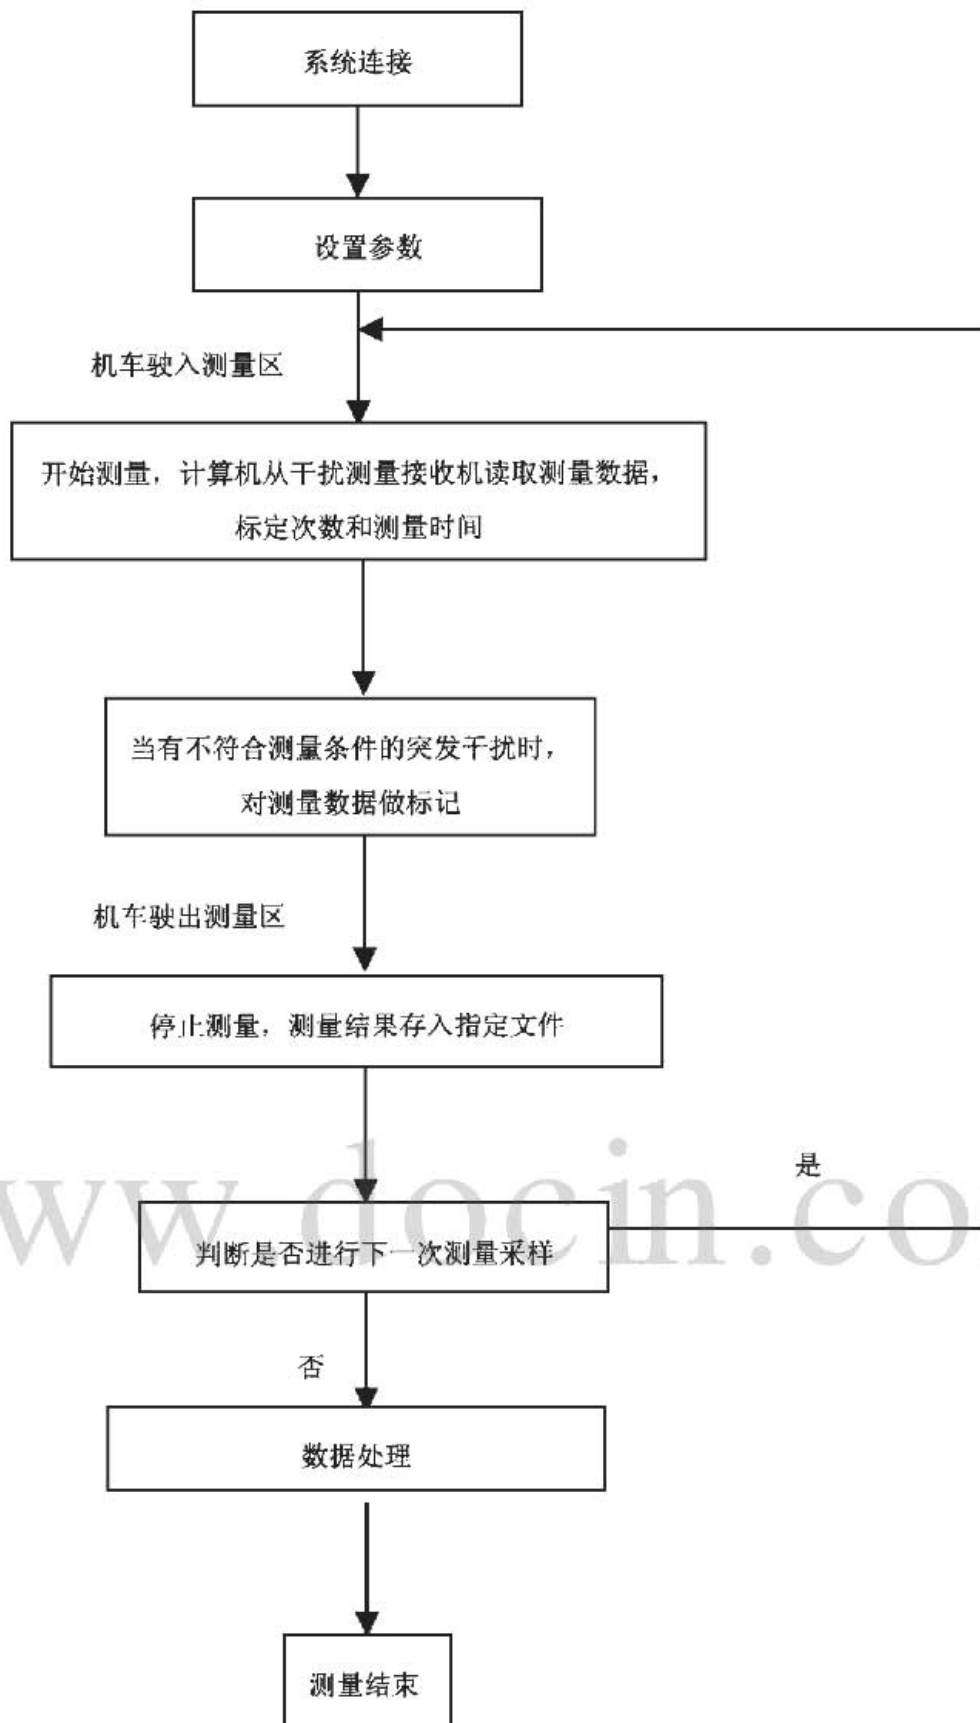 系统连接
设置参数
机车驶入测量区
开始测量，计算机从干扰测量接收机读取测量数据，
标定次数和测量时间
当有不符合测量条件的突发干扰时，
对测量数据做标记
机车驶出测量区
停止测量，测量结果存入指定文件
是
ww.docin.co
判断是否进行下一次测量采样
否
数据处理
测量结束